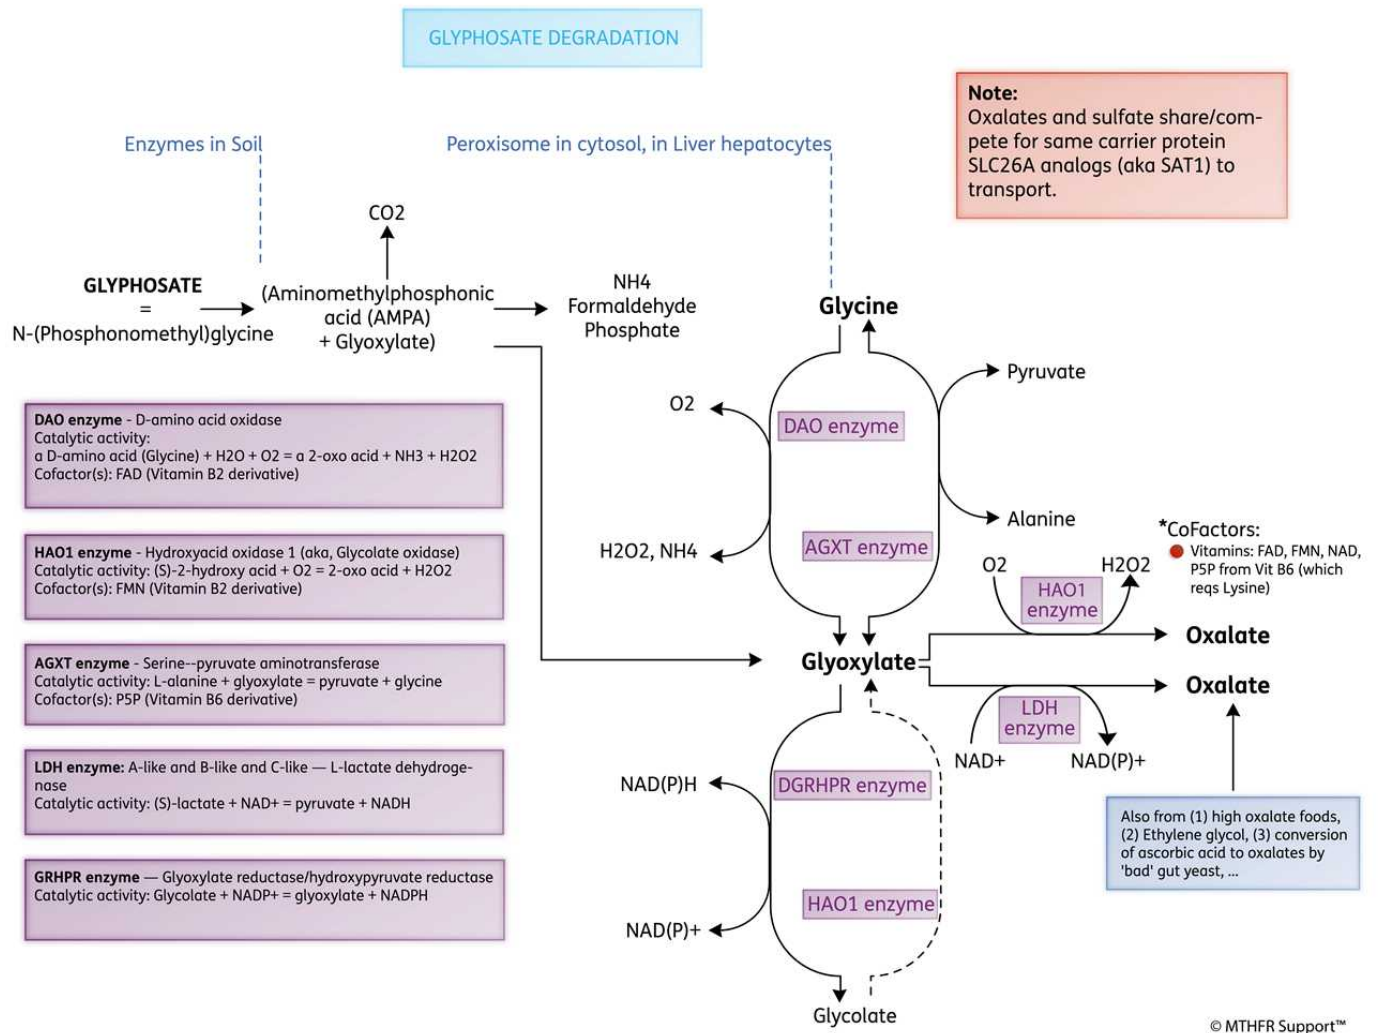 GLYPHOSATE DEGRADATION
Note:
Oxalates and sulfate share/com-
pete for same carrier protein
SLC26A analogs (aka SAT1) to
transport.
Enzymes in Soil
Peroxisome in cytosol, in Liver hepatocytes
CO2
GLYPHOSATE
=
N-(Phosphonomethyl)glycine
(Aminomethylphosphonic
acid (AMPA)
+ Glyoxylate)
NH4
Formaldehyde
Phosphate
Glycine
O2
Pyruvate
DAO enzyme
AGXT enzyme
H2O2, NH4
Alanine
DAO enzyme - D-amino acid oxidase
Catalytic activity:
a D-amino acid (Glycine) + H2O + O2 = a 2-oxo acid + NH3 + H2O2
Cofactor(s): FAD (Vitamin B2 derivative)
HAO1 enzyme - Hydroxyacid oxidase 1 (aka, Glycolate oxidase)
Catalytic activity: (S)-2-hydroxy acid + O2 = 2-oxo acid + H2O2
Cofactor(s): FMN (Vitamin B2 derivative)
AGXT enzyme - Serine--pyruvate aminotransferase
Catalytic activity: L-alanine + glyoxylate = pyruvate + glycine
Cofactor(s): P5P (Vitamin B6 derivative)
LDH enzyme: A-like and B-like and C-like — L-lactate dehydroge-
nase
Catalytic activity: (S)-lactate + NAD+ = pyruvate + NADH
GRHPR enzyme — Glyoxylate reductase/hydroxypyruvate reductase
Catalytic activity: Glycolate + NADP+ = glyoxylate + NADPH
*CoFactors:
Vitamins: FAD, FMN, NAD,
P5P from Vit B6 (which
reqs Lysine)
O2
H2O2
HAO1
enzyme
Oxalate
Glyoxylate
Oxalate
LDH
enzyme
NAD+
NAD(P)+
NAD(P)H
DGRHPR enzyme
HAO1 enzyme
NAD(P)+
Glycolate
Also from (1) high oxalate foods,
(2) Ethylene glycol, (3) conversion
of ascorbic acid to oxalates by
'bad' gut yeast, ...
© MTHFR Support™